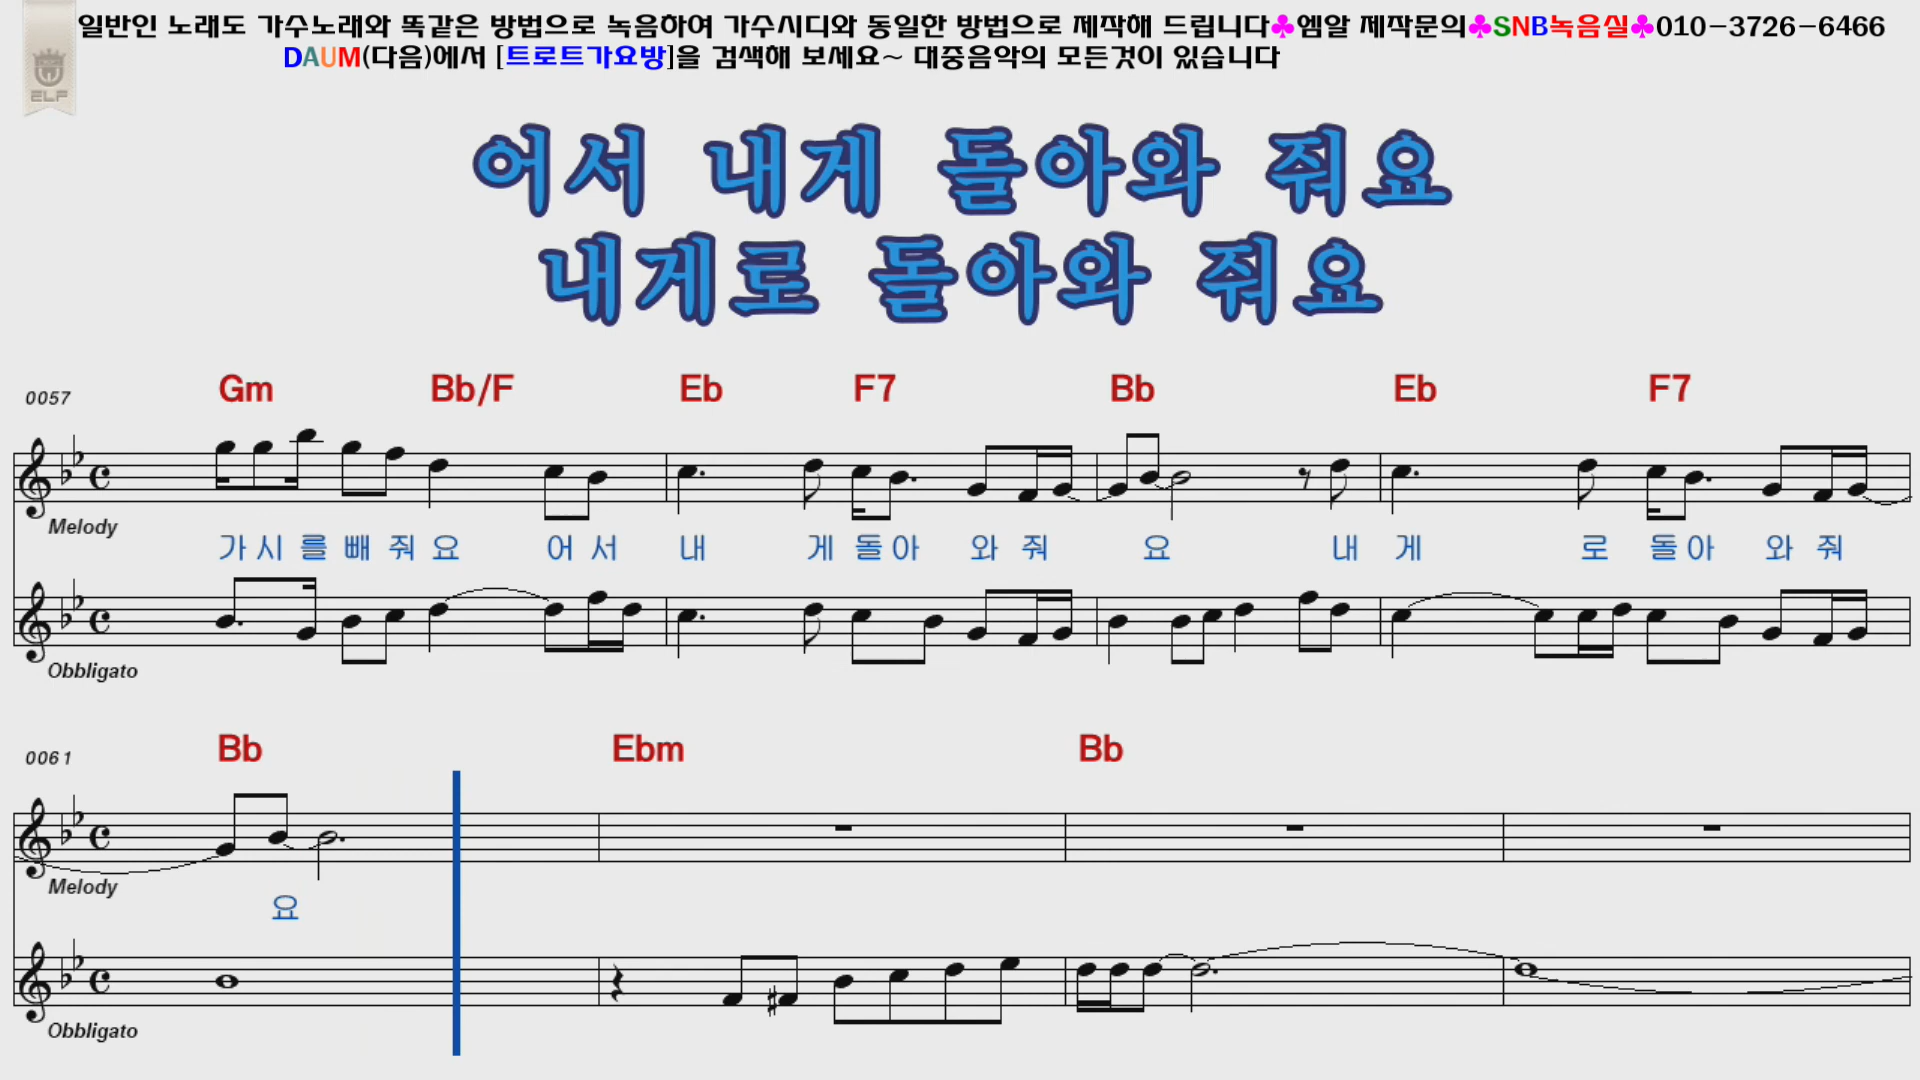 일반인 노래도 가수노래와 똑같은 방법으로 녹음하여 가수시디와 동일한 방법으로 제작해 드립니다♣엠알 제작문의♣SNB녹음실♣010-3726-6466
DAUM(다음)에서 [트로트가요방]을 검색해 보세요~ 대중음악의 모든것이 있습니다
ELF
어서 내게 돌아와 줘요
내게로 돌아와 줘요
0057 Gm Bb/F Eb F7 Bb Eb F7
Melody
가 시 를 빼 줘 요 어 서 내 게 돌 아 와 줘 요 내 게 로 돌 아 와 줘
Obbligato
0061 Bb Ebm Bb
Melody
요
Obbligato